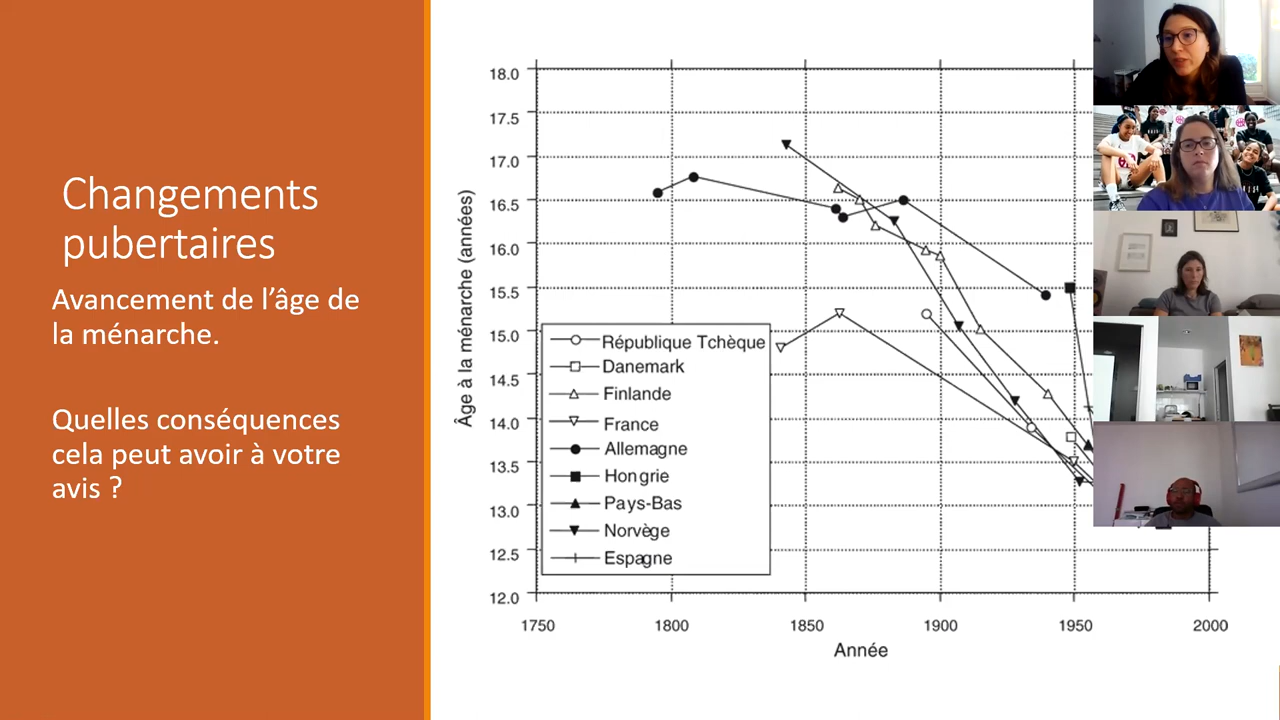 Changements
pubertaires
Avancement de l’âge de
la ménarche.
Quelles conséquences
cela peut avoir à votre
avis ?
Âge à la ménarche (années)
18.0
17.5
17.0
16.5
16.0
15.5
15.0
14.5
14.0
13.5
13.0
12.5
12.0
République Tchèque
Danemark
Finlande
France
Allemagne
Hongrie
Pays-Bas
Norvège
Espagne
1750
1800
1850
1900
1950
2000
Année